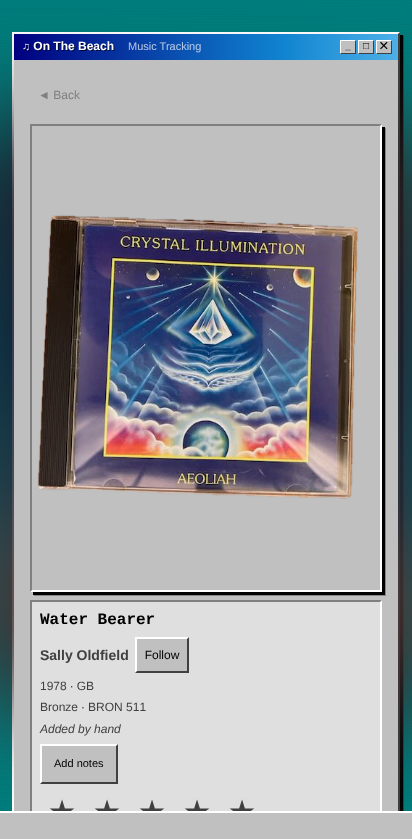 ♫ On The Beach Music Tracking
◄ Back
CRYSTAL ILLUMINATION
AEOLIAH
Water Bearer
Sally Oldfield Follow
1978 · GB
Bronze · BRON 511
Added by hand
Add notes